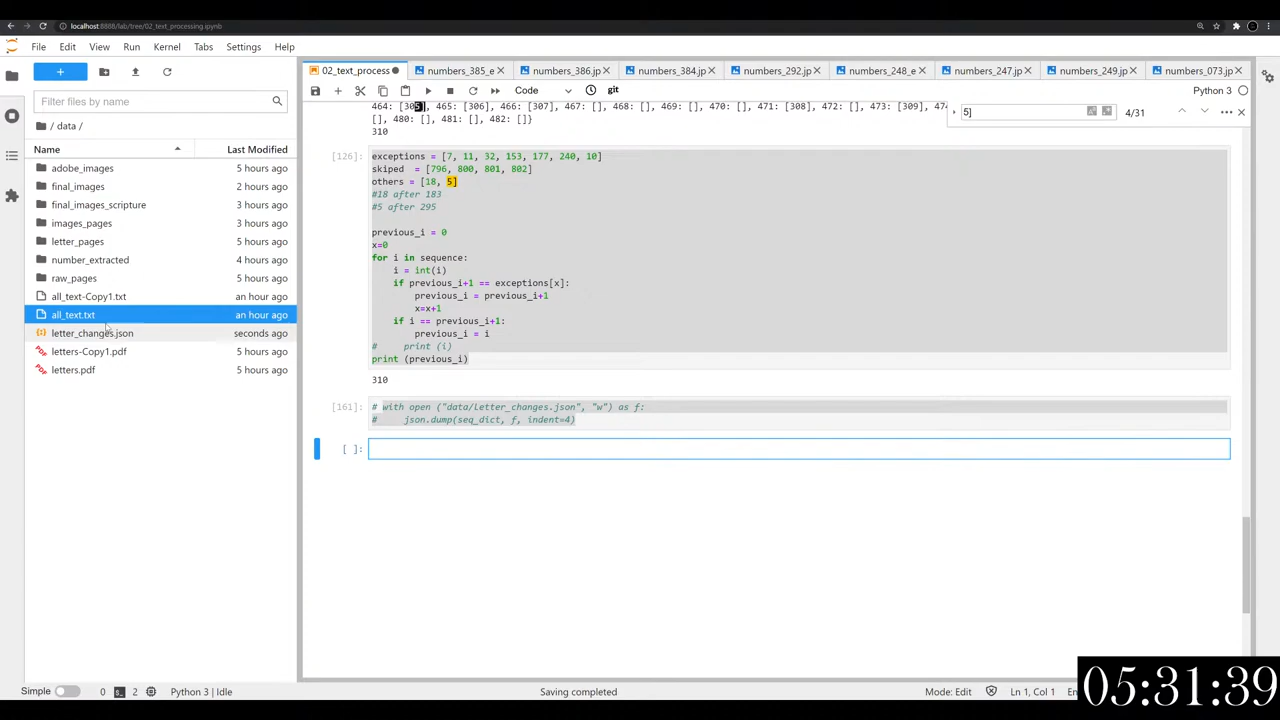 localhost:8888/lab/tree/02_text_processing.ipynb
File Edit View Run Kernel Tabs Settings Help
02_text_process numbers_385_e numbers_386.jp numbers_384.jp numbers_292.jp numbers_248_e numbers_247.jp numbers_249.jp numbers_073.jp
Filter files by name
Code git Python 3
/ data /
Name Last Modified
adobe_images 5 hours ago
final_images 2 hours ago
final_images_scripture 3 hours ago
images_pages 3 hours ago
letter_pages 5 hours ago
number_extracted 4 hours ago
raw_pages 5 hours ago
all_text-Copy1.txt an hour ago
all_text.txt an hour ago
letter_changes.json seconds ago
letters-Copy1.pdf 5 hours ago
letters.pdf 5 hours ago
5] 4/31
464: [305], 465: [306], 466: [307], 467: [], 468: [], 469: [], 470: [], 471: [308], 472: [], 473: [309], 474
[], 480: [], 481: [], 482: []}
310
[126]: exceptions = [7, 11, 32, 153, 177, 240, 10]
skiped = [796, 800, 801, 802]
others = [18, 5]
#18 after 183
#5 after 295
previous_i = 0
x=0
for i in sequence:
i = int(i)
if previous_i+1 == exceptions[x]:
previous_i = previous_i+1
x=x+1
if i == previous_i+1:
previous_i = i
# print (i)
print (previous_i)
310
[161]: # with open ("data/letter_changes.json", "w") as f:
# json.dump(seq_dict, f, indent=4)
[ ]:
Simple 0 2 Python 3 | Idle Saving completed Mode: Edit Ln 1, Col 1 En
05:31:39